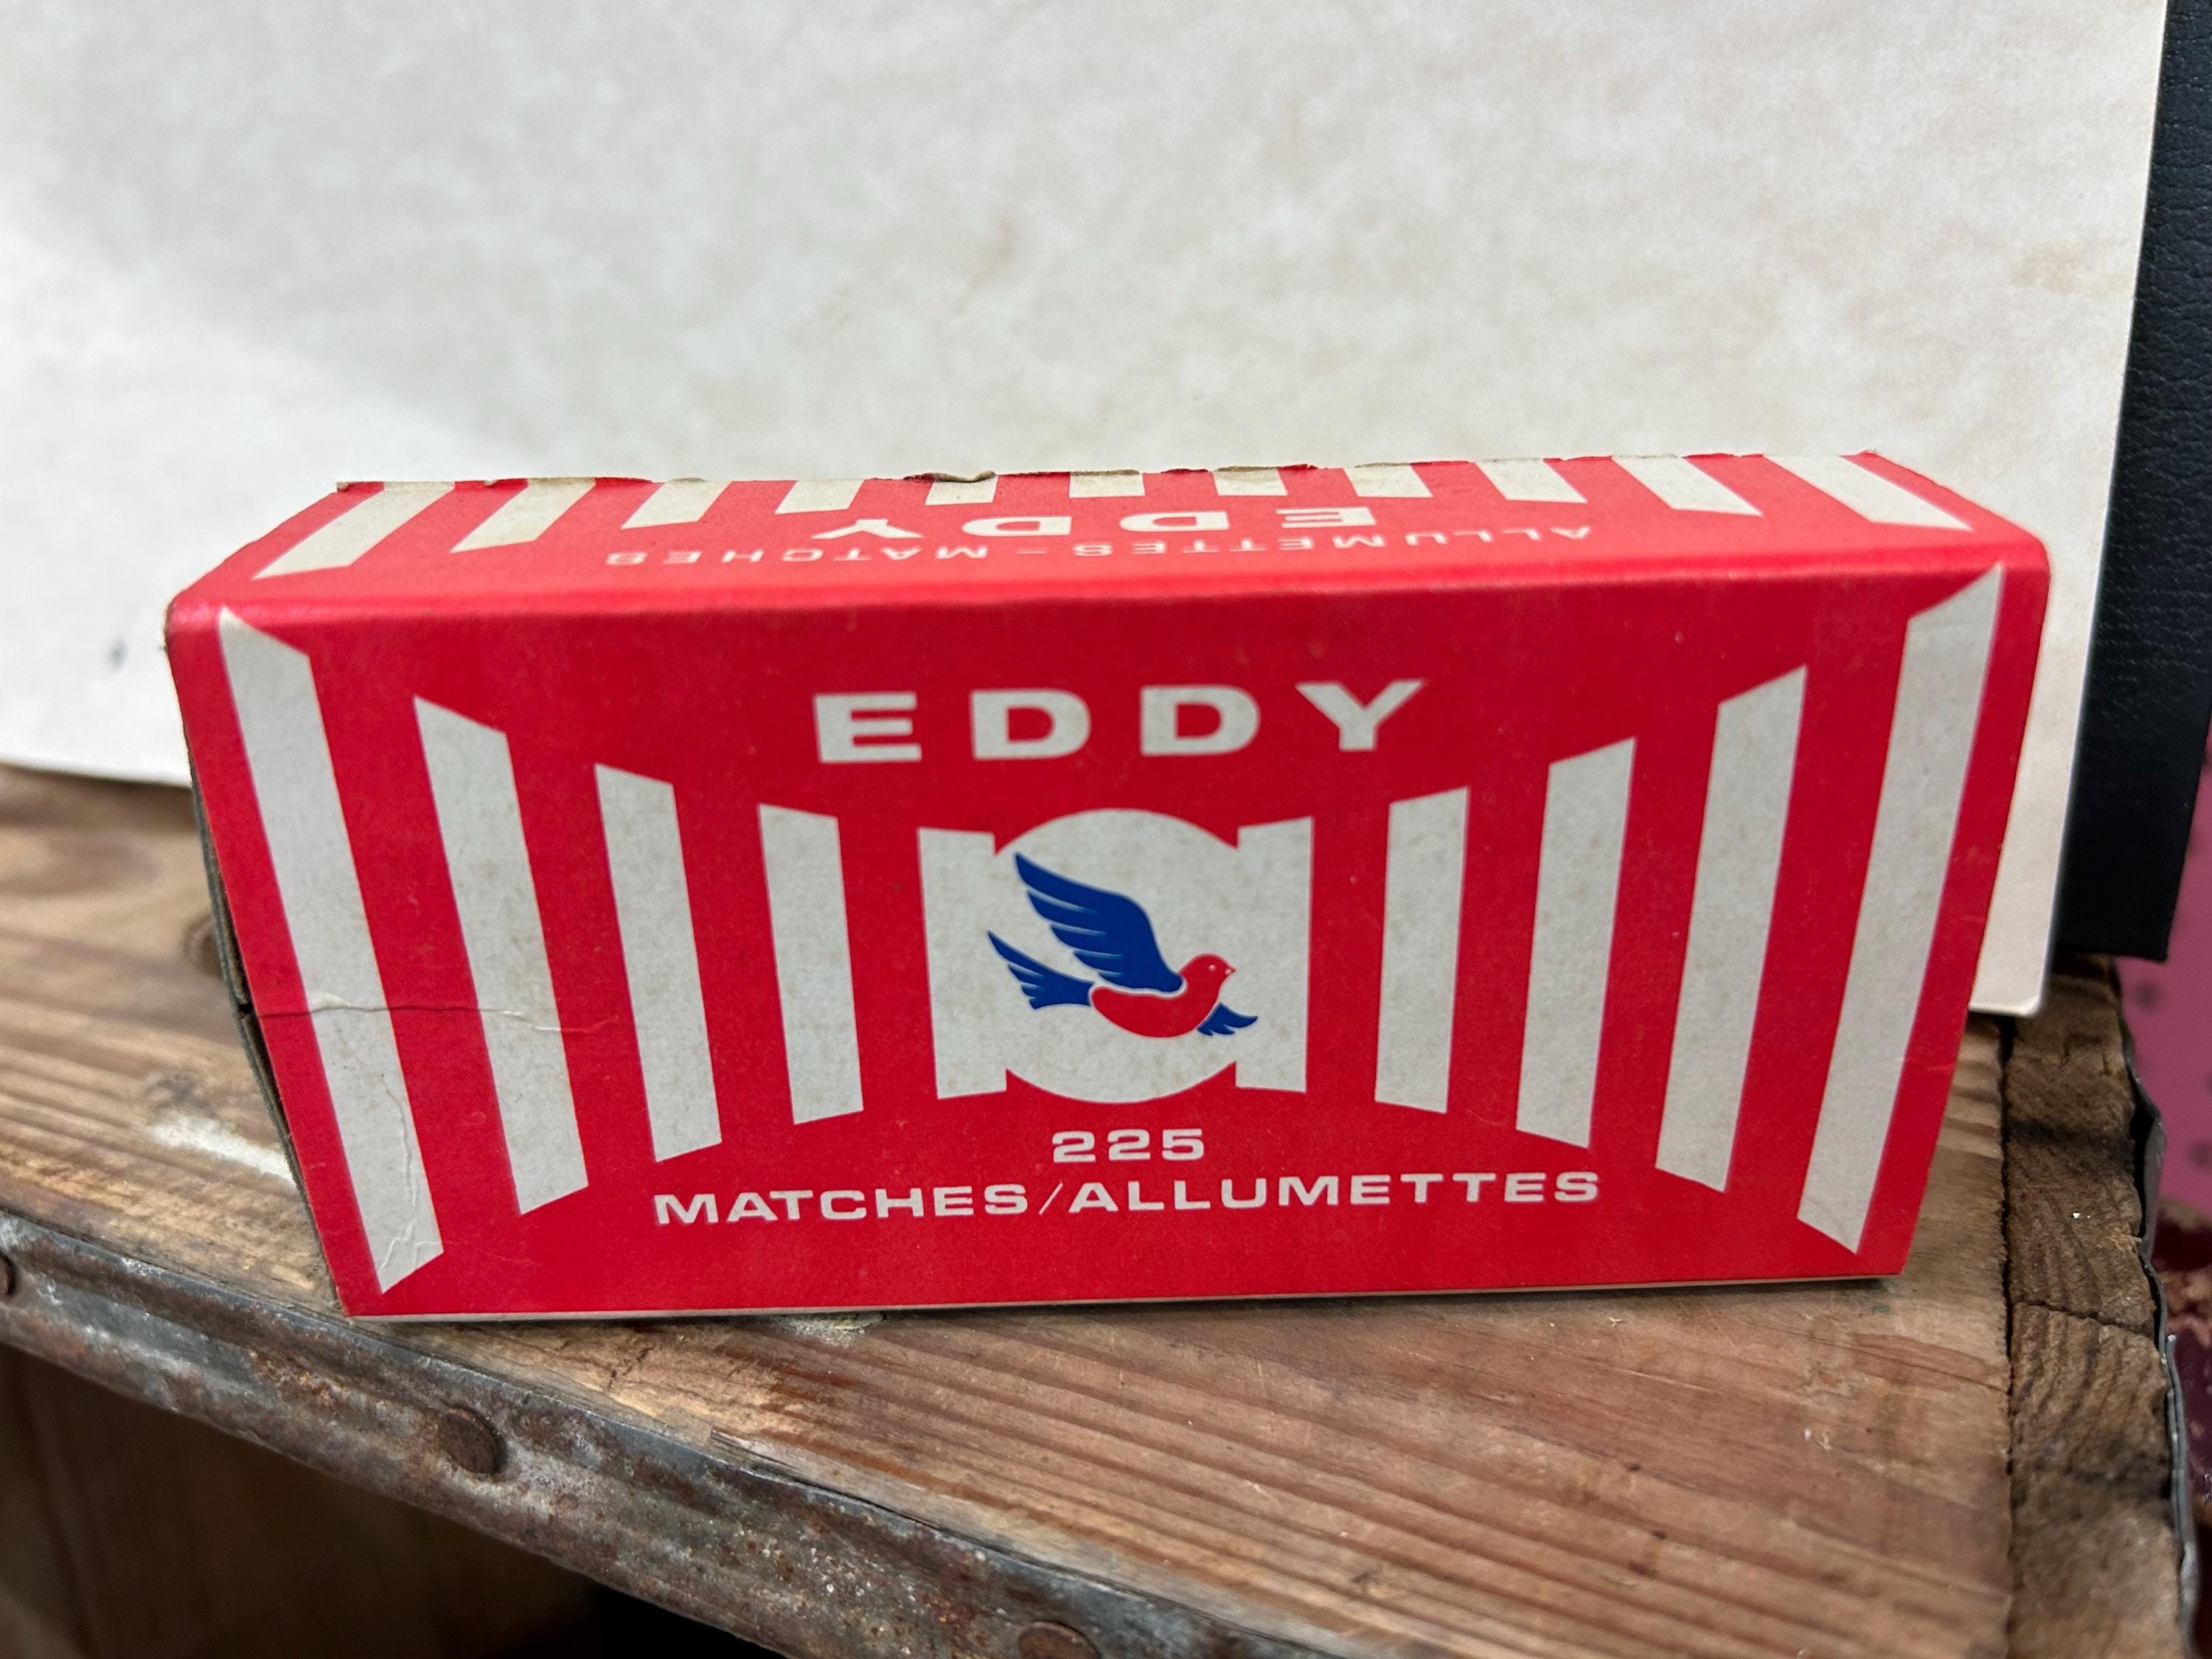 EDDY
ALLUMETTES - MATCHES
EDDY
225
MATCHES/ALLUMETTES